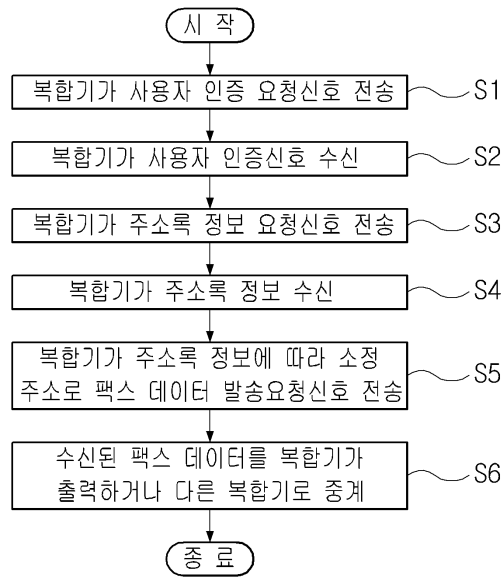 시 작
복합기가 사용자 인증 요청신호 전송
S1
복합기가 사용자 인증신호 수신
S2
복합기가 주소록 정보 요청신호 전송
S3
복합기가 주소록 정보 수신
S4
복합기가 주소록 정보에 따라 소정
주소로 팩스 데이터 발송요청신호 전송
S5
수신된 팩스 데이터를 복합기가
출력하거나 다른 복합기로 중계
S6
종 료